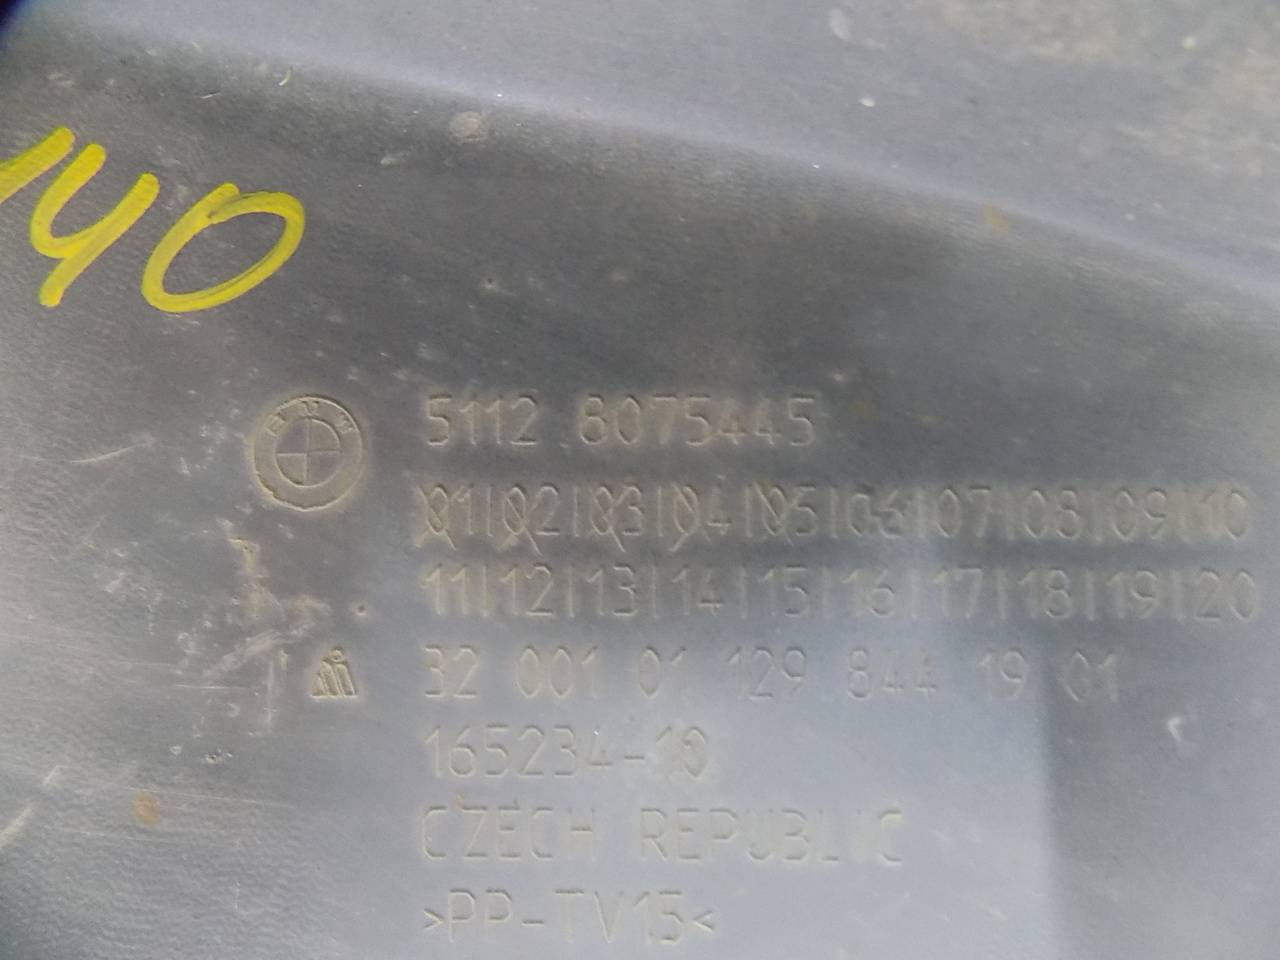 140
BMW
5112 8075445
01|02|03|04|05|06|07|08|09|10
11|12|13|14|15|16|17|18|19|20
32 001 01 129 844 19 01
165234-10
CZECH REPUBLIC
>PP-TV15<